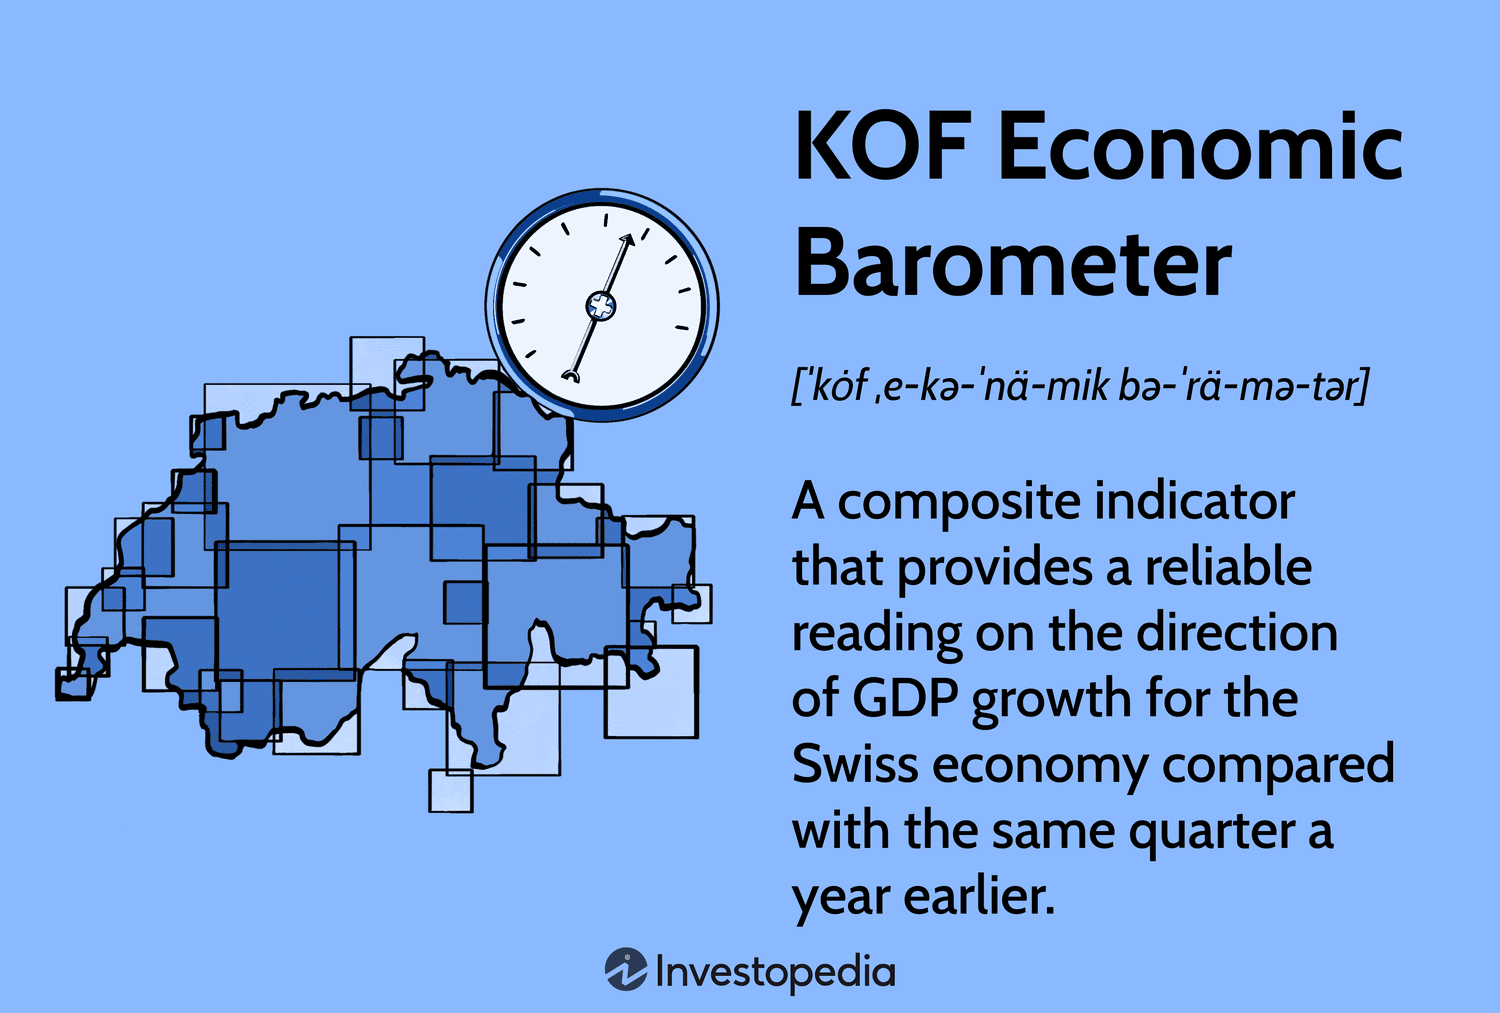 KOF Economic
Barometer
[ˈkȯf ˌe-kə-ˈnä-mik bə-ˈrä-mə-tər]
A composite indicator
that provides a reliable
reading on the direction
of GDP growth for the
Swiss economy compared
with the same quarter a
year earlier.
Investopedia